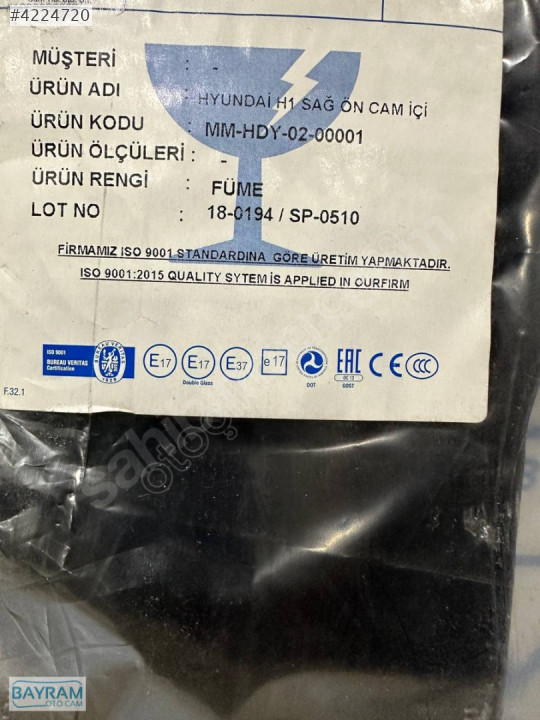 #4224720
MÜŞTERİ : -
ÜRÜN ADI : HYUNDAİ H1 SAĞ ÖN CAM İÇİ
ÜRÜN KODU : MM-HDY-02-00001
ÜRÜN ÖLÇÜLERİ : -
ÜRÜN RENGİ : FÜME
LOT NO : 18-0194 / SP-0510
FİRMAMIZ ISO 9001 STANDARDINA GÖRE ÜRETİM YAPMAKTADIR.
ISO 9001:2015 QUALITY SYTEM İS APPLIED IN OURFIRM
ISO 9001
BUREAU VERITAS
Certification
E17
E17
Double Glass
E37
e17
DOT
EAC
GOST
CE
CCC
F.32.1
sahibinden
BAYRAM
OTO CAM